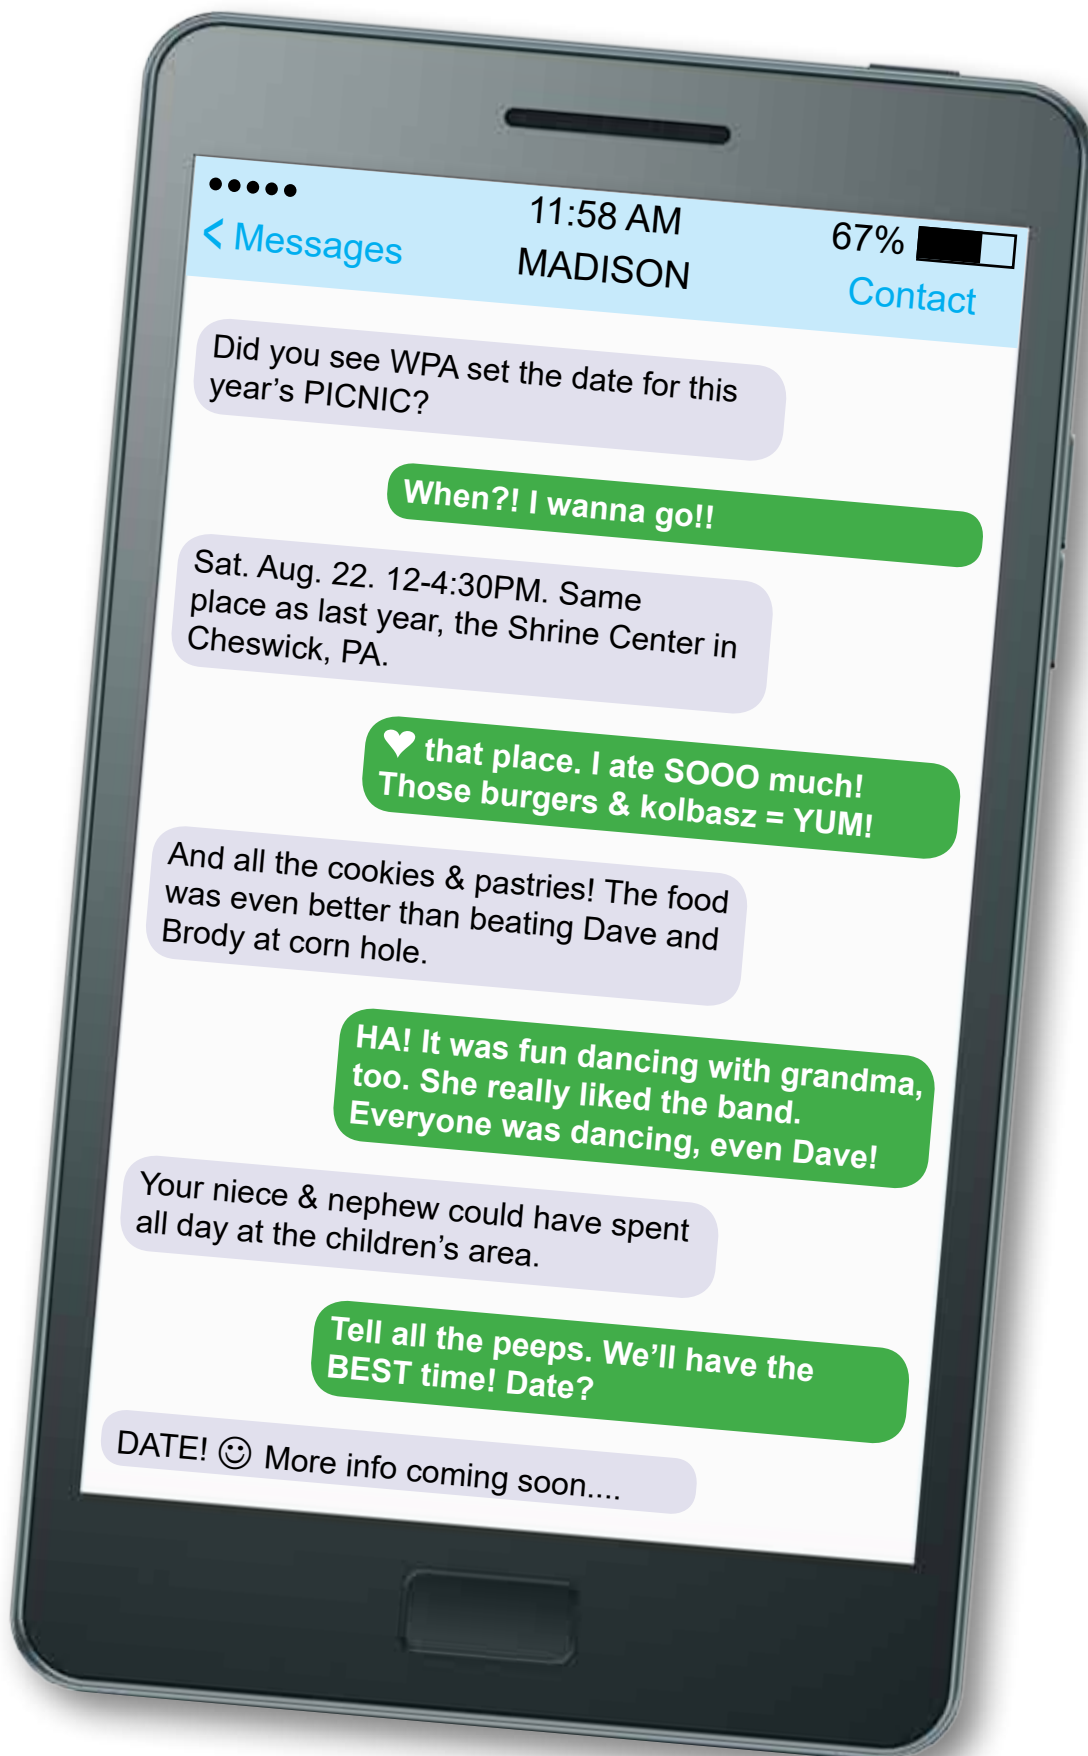 •••••
11:58 AM
67%
< Messages
MADISON
Contact
Did you see WPA set the date for this
year's PICNIC?
When?! I wanna go!!
Sat. Aug. 22. 12-4:30PM. Same
place as last year, the Shrine Center in
Cheswick, PA.
♥ that place. I ate SOOO much!
Those burgers & kolbasz = YUM!
And all the cookies & pastries! The food
was even better than beating Dave and
Brody at corn hole.
HA! It was fun dancing with grandma,
too. She really liked the band.
Everyone was dancing, even Dave!
Your niece & nephew could have spent
all day at the children's area.
Tell all the peeps. We'll have the
BEST time! Date?
DATE! ☺ More info coming soon....